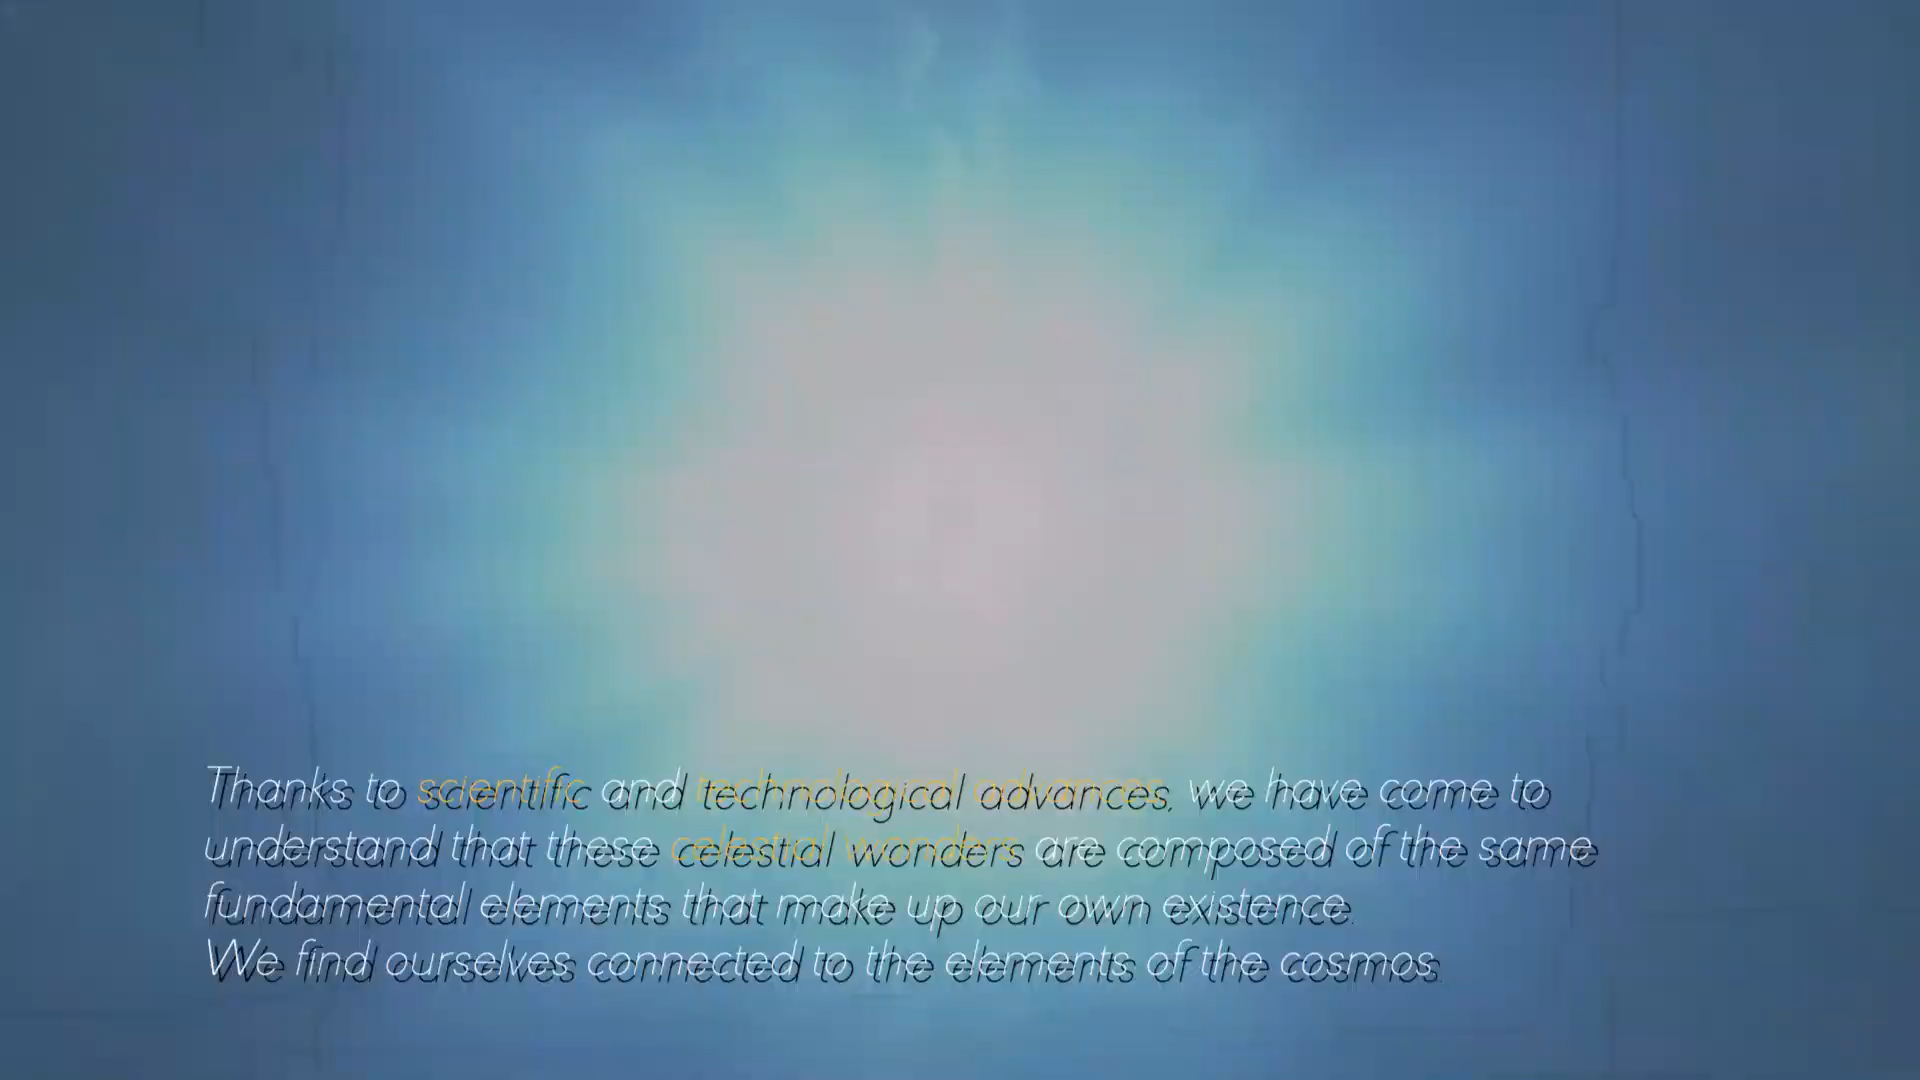 Thanks to scientific and technological advances, we have come to
understand that these celestial wonders are composed of the same
fundamental elements that make up our own existence.
We find ourselves connected to the elements of the cosmos.